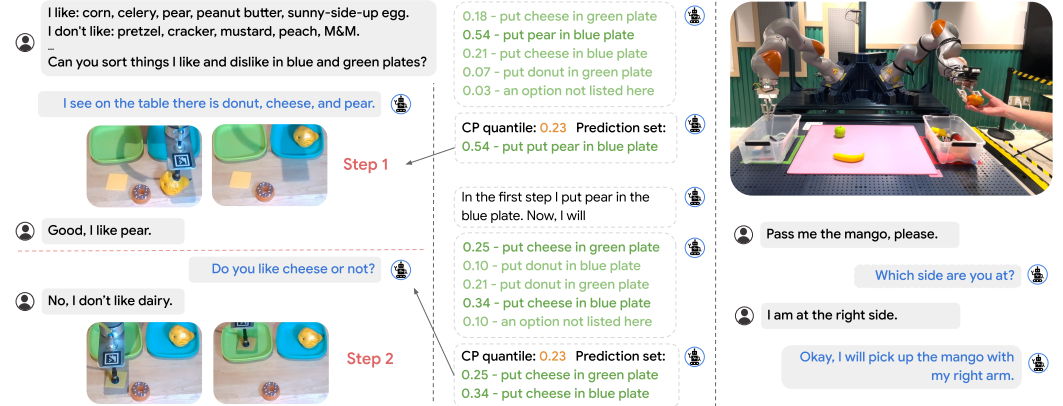 I like: corn, celery, pear, peanut butter, sunny-side-up egg.
I don't like: pretzel, cracker, mustard, peach, M&M.
...
Can you sort things I like and dislike in blue and green plates?
I see on the table there is donut, cheese, and pear.
Step 1
Good, I like pear.
Do you like cheese or not?
No, I don't like dairy.
Step 2
0.18 - put cheese in green plate
0.54 - put pear in blue plate
0.21 - put cheese in blue plate
0.07 - put donut in green plate
0.03 - an option not listed here
CP quantile: 0.23 Prediction set:
0.54 - put put pear in blue plate
In the first step I put pear in the
blue plate. Now, I will
0.25 - put cheese in green plate
0.10 - put donut in blue plate
0.21 - put donut in green plate
0.34 - put cheese in blue plate
0.10 - an option not listed here
CP quantile: 0.23 Prediction set:
0.25 - put cheese in green plate
0.34 - put cheese in blue plate
Pass me the mango, please.
Which side are you at?
I am at the right side.
Okay, I will pick up the mango with
my right arm.